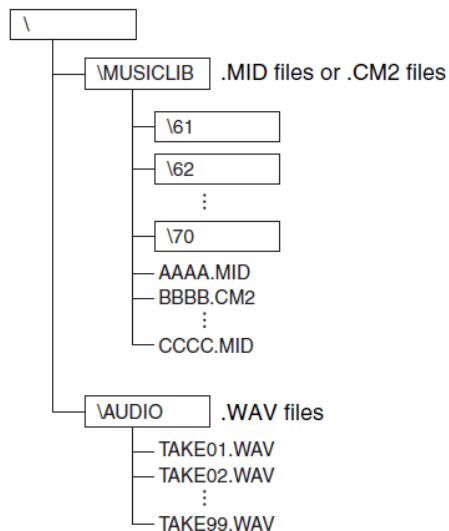 \
\MUSICLIB .MID files or .CM2 files
\61
\62
⋮
\70
AAAA.MID
BBBB.CM2
⋮
CCCC.MID
\AUDIO .WAV files
TAKE01.WAV
TAKE02.WAV
⋮
TAKE99.WAV